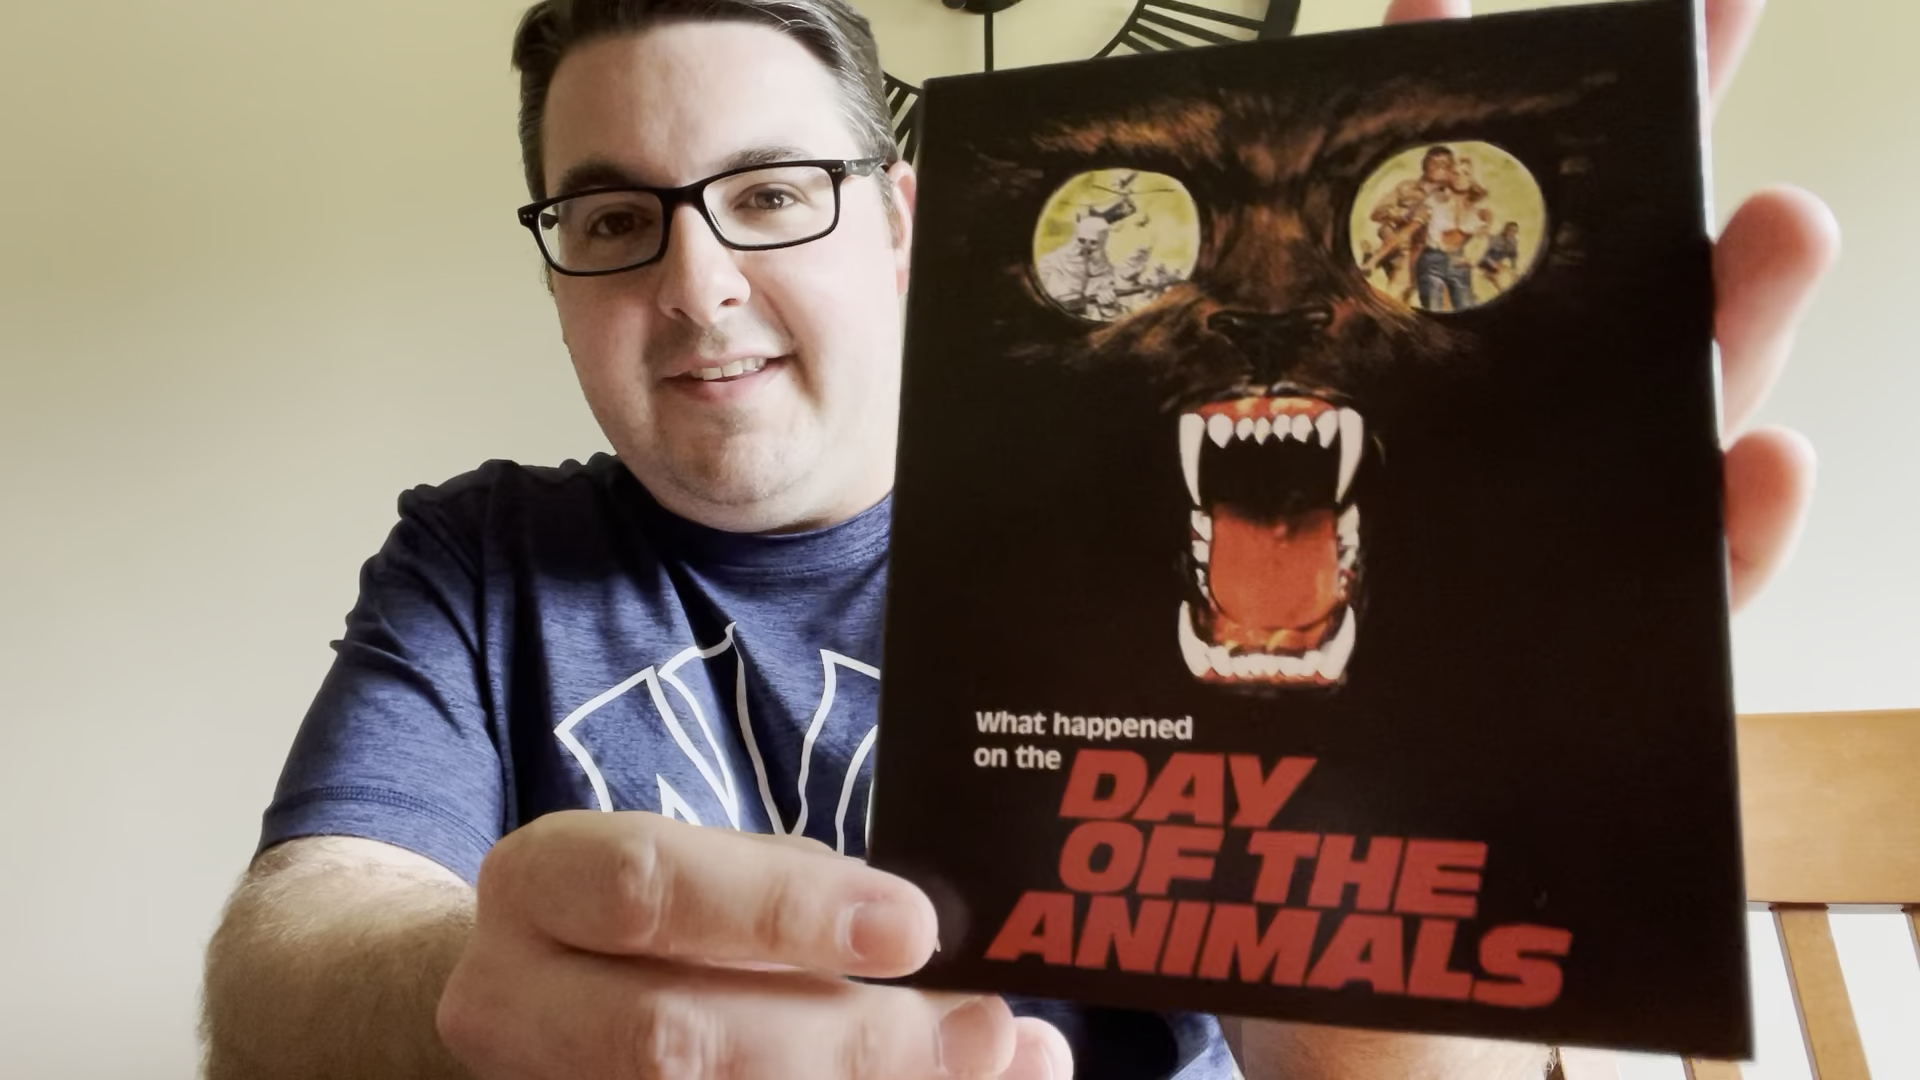 What happened
on the
DAY
OF THE
ANIMALS